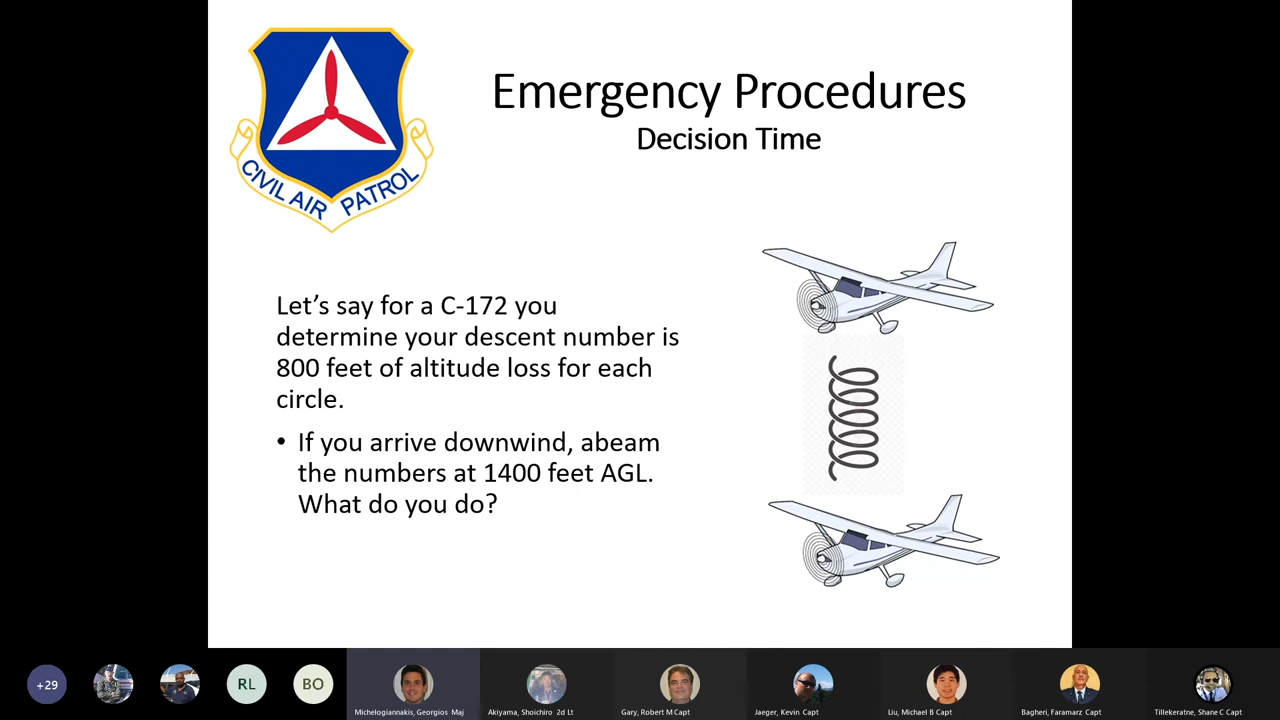 CIVIL AIR PATROL
Emergency Procedures
Decision Time
Let's say for a C-172 you
determine your descent number is
800 feet of altitude loss for each
circle.
• If you arrive downwind, abeam
the numbers at 1400 feet AGL.
What do you do?
+29
RL
BO
Michelogiannakis, Georgios Maj
Akiyama, Shoichiro 2d Lt
Gary, Robert M Capt
Jaeger, Kevin Capt
Liu, Michael B Capt
Bagheri, Faramarz Capt
Tillekeratne, Shane C Capt